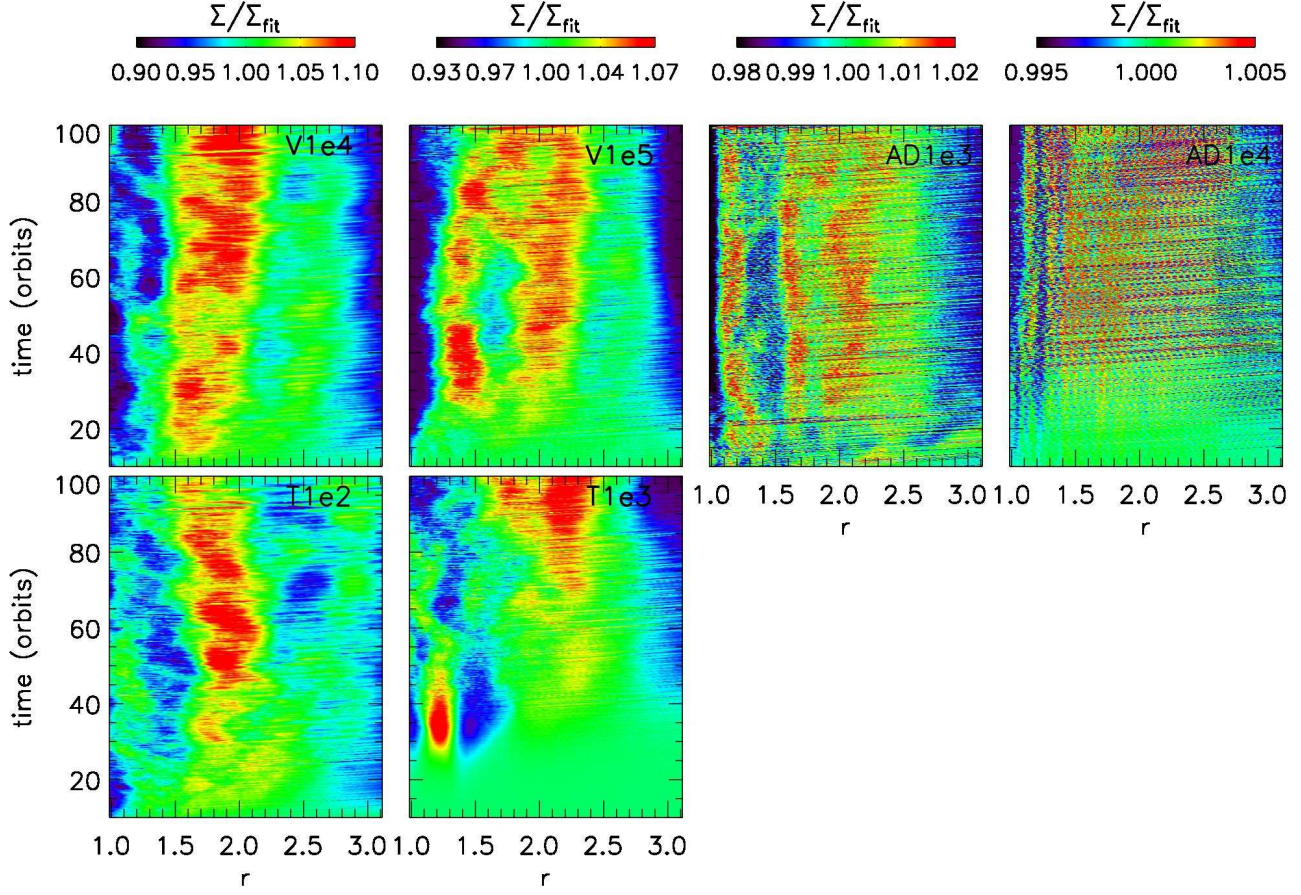 Σ/Σfit Σ/Σfit Σ/Σfit Σ/Σfit
0.90 0.95 1.00 1.05 1.10 0.93 0.97 1.00 1.04 1.07 0.98 0.99 1.00 1.01 1.02 0.995 1.000 1.005
V1e4 V1e5 AD1e3 AD1e4
100
80
60
40
20
time (orbits)
1.0 1.5 2.0 2.5 3.0 1.0 1.5 2.0 2.5 3.0
r r
T1e2 T1e3
100
80
60
40
20
time (orbits)
1.0 1.5 2.0 2.5 3.0 1.0 1.5 2.0 2.5 3.0
r r